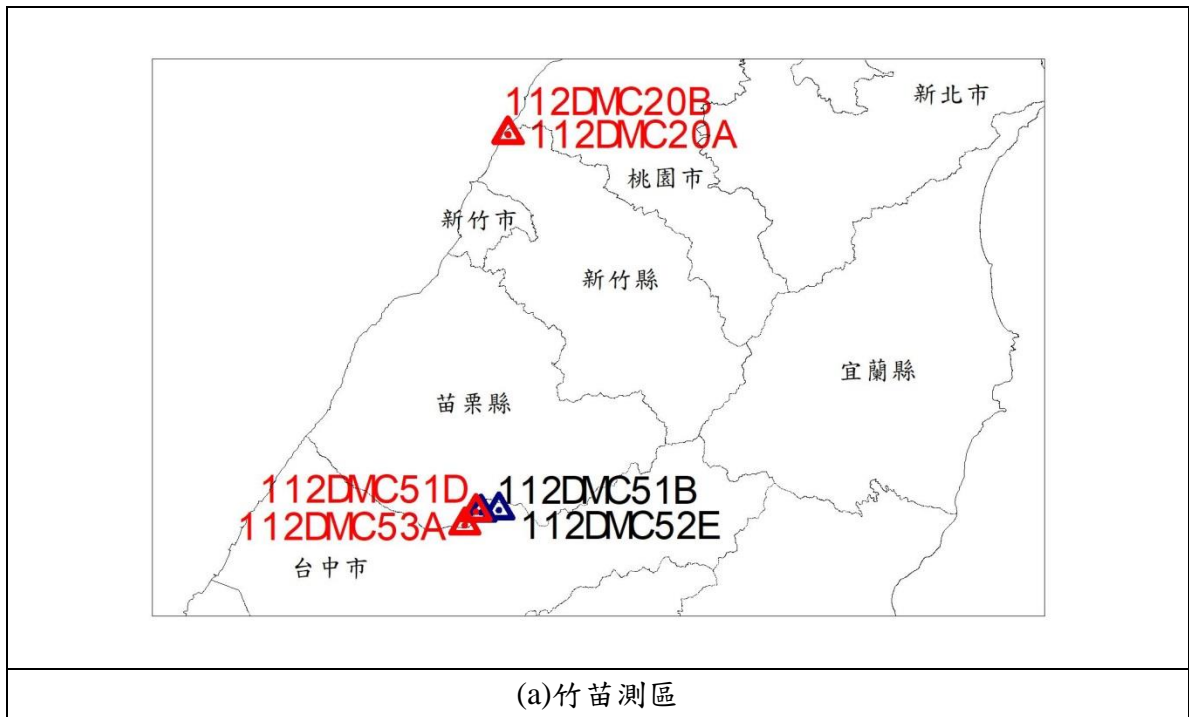 112DMC20B
新北市
112DMC20A
桃園市
新竹市
新竹縣
宜蘭縣
苗栗縣
112DMC51D
112DMC51B
112DMC53A
112DMC52E
台中市
(a)竹苗測區